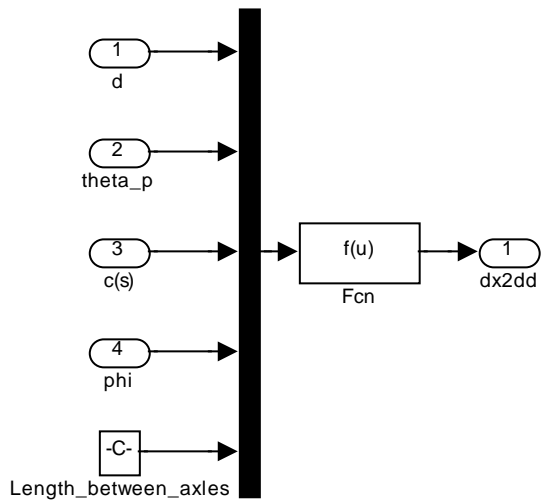 1
d
2
theta_p
3
c(s)
4
phi
-C-
Length_between_axles
f(u)
Fcn
1
dx2dd